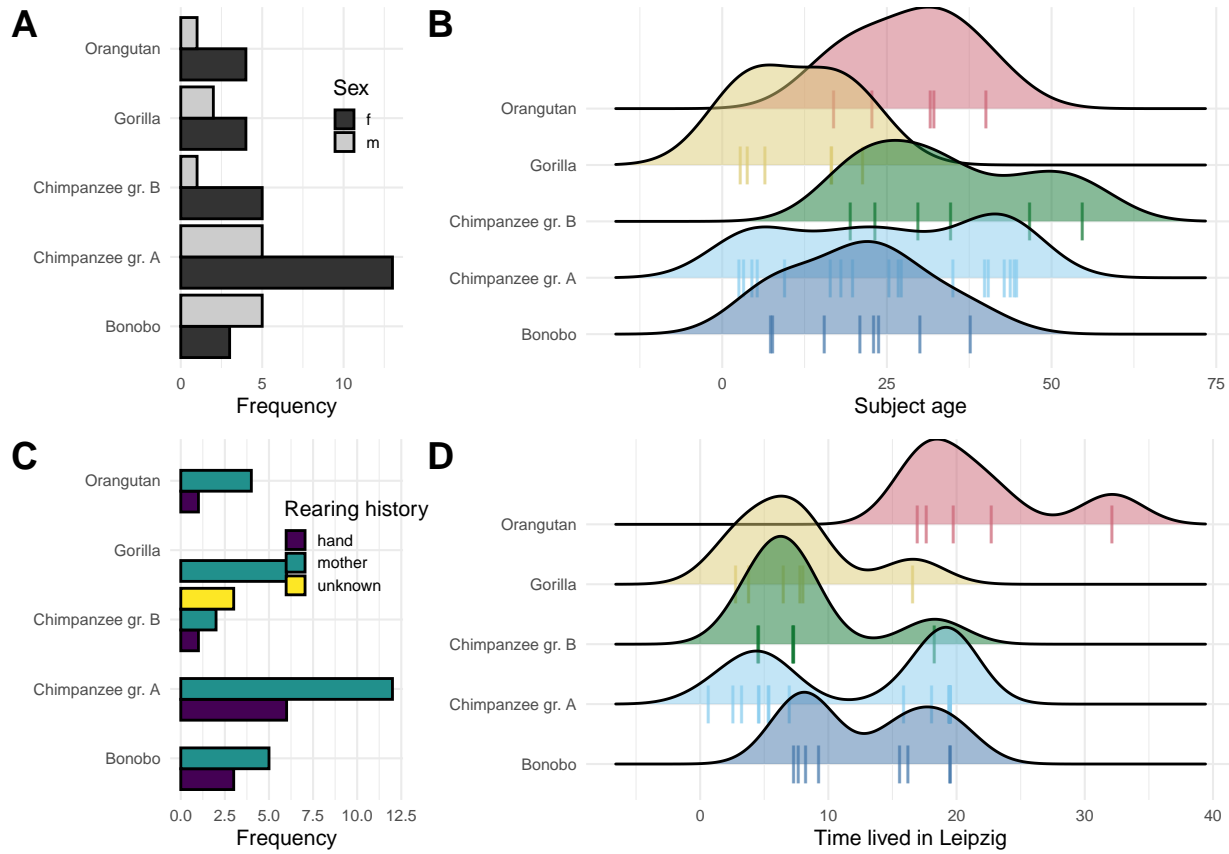 A
Orangutan
Gorilla
Chimpanzee gr. B
Chimpanzee gr. A
Bonobo
0 5 10
Frequency
Sex
f
m
B
Orangutan
Gorilla
Chimpanzee gr. B
Chimpanzee gr. A
Bonobo
0 25 50 75
Subject age
C
Orangutan
Gorilla
Chimpanzee gr. B
Chimpanzee gr. A
Bonobo
0.0 2.5 5.0 7.5 10.0 12.5
Frequency
Rearing history
hand
mother
unknown
D
Orangutan
Gorilla
Chimpanzee gr. B
Chimpanzee gr. A
Bonobo
0 10 20 30 40
Time lived in Leipzig